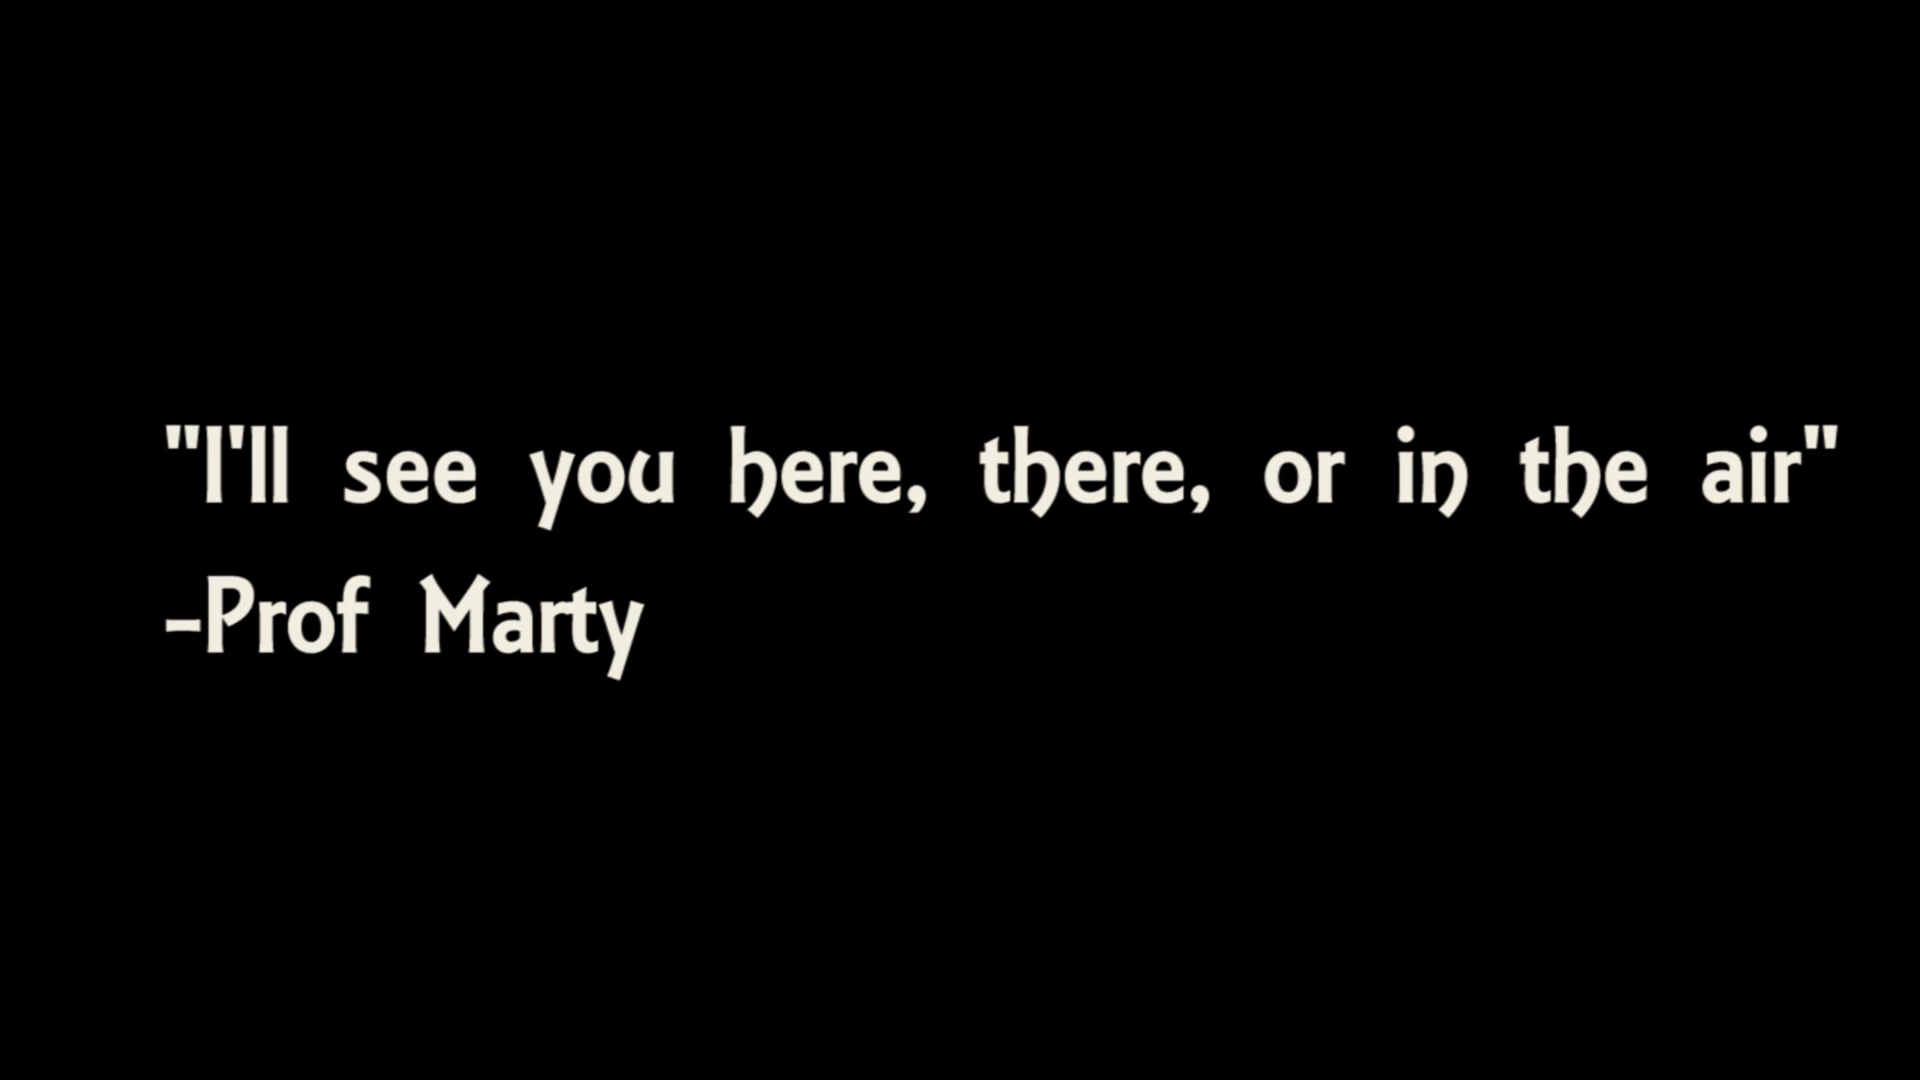 "I'll see you here, there, or in the air"
-Prof Marty